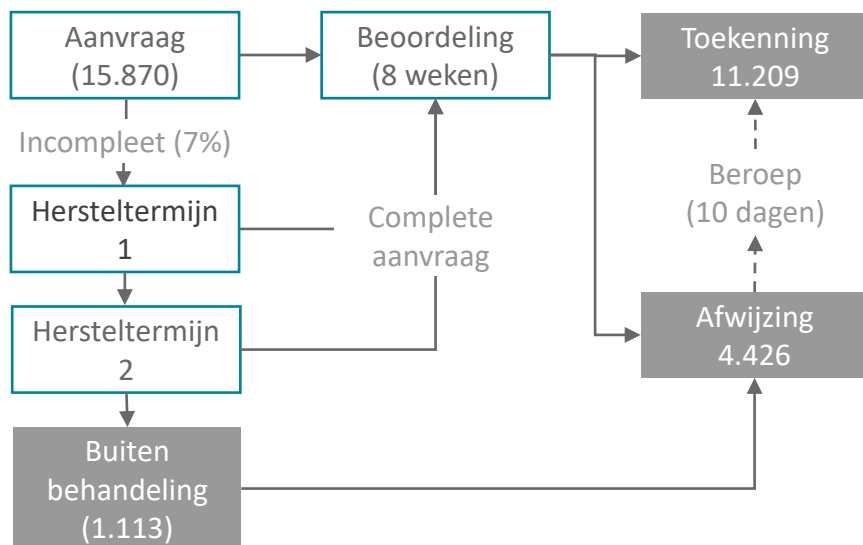 Aanvraag
(15.870)
Beoordeling
(8 weken)
Toekenning
11.209
Incompleet (7%)
Hersteltermijn
1
Complete
aanvraag
Beroep
(10 dagen)
Hersteltermijn
2
Afwijzing
4.426
Buiten
behandeling
(1.113)